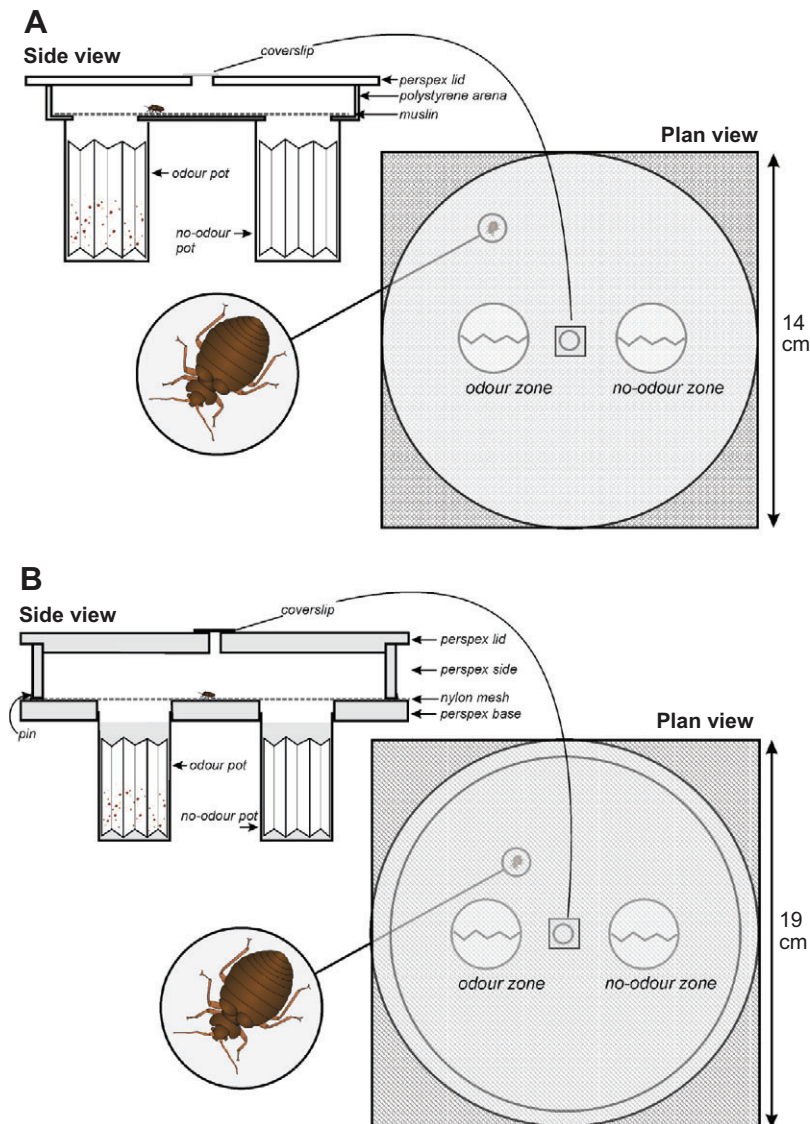 A
Side view
coverslip
perspex lid
polystyrene arena
muslin
Plan view
odour pot
no-odour
pot
14
cm
odour zone
no-odour zone
B
Side view
coverslip
perspex lid
perspex side
nylon mesh
perspex base
pin
Plan view
odour pot
no-odour pot
19
cm
odour zone
no-odour zone